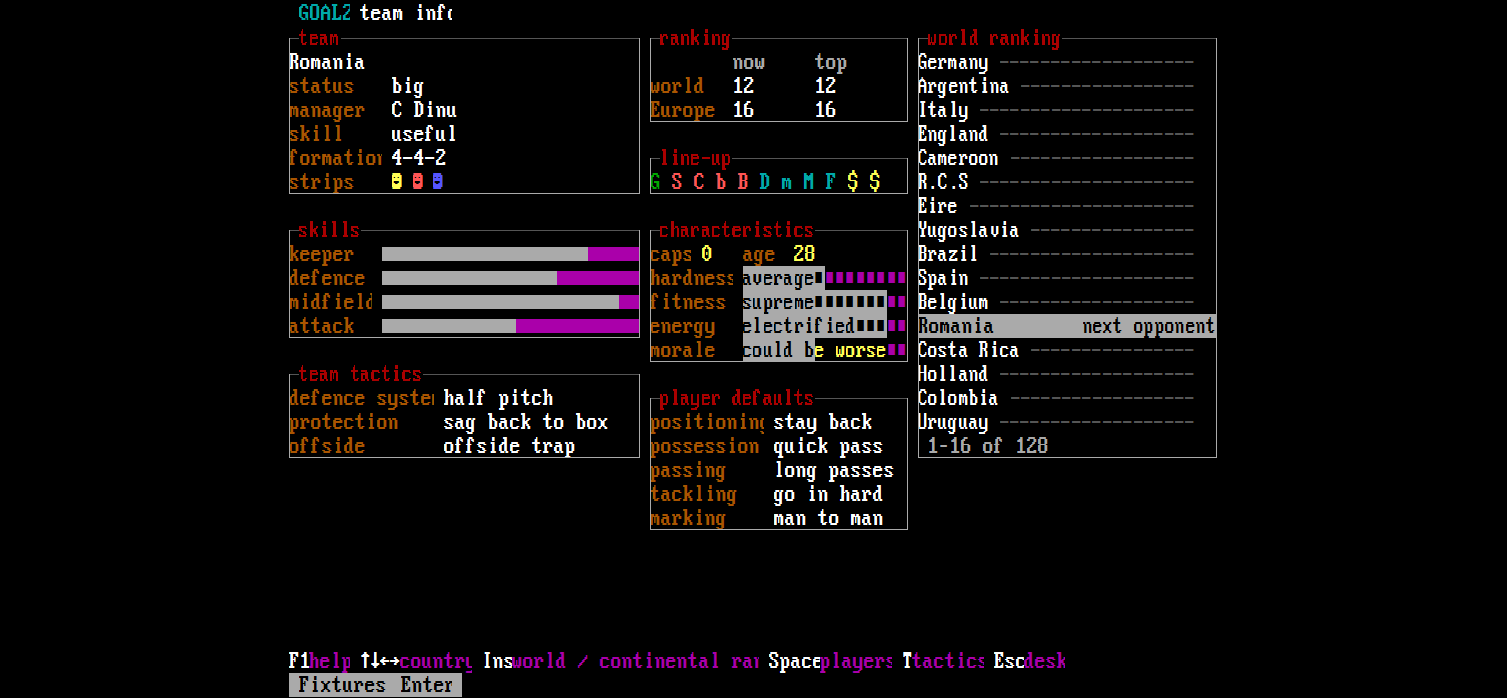 GOAL2 team info
team
Romania
status big
manager C Dinu
skill useful
formation 4-4-2
strips
skills
keeper
defence
midfield
attack
team tactics
defence system half pitch
protection sag back to box
offside offside trap
ranking
now top
world 12 12
Europe 16 16
line-up
G S C b B D m M F $ $
characteristics
caps 0 age 28
hardness average
fitness supreme
energy electrified
morale could be worse
player defaults
positioning stay back
possession quick pass
passing long passes
tackling go in hard
marking man to man
world ranking
Germany
Argentina
Italy
England
Cameroon
R.C.S
Eire
Yugoslavia
Brazil
Spain
Belgium
Romania next opponent
Costa Rica
Holland
Colombia
Uruguay
1-16 of 128
F1help ↑↓←→country Insworld / continental ran Spaceplayers Ttactics Escdesk
Fixtures Enter